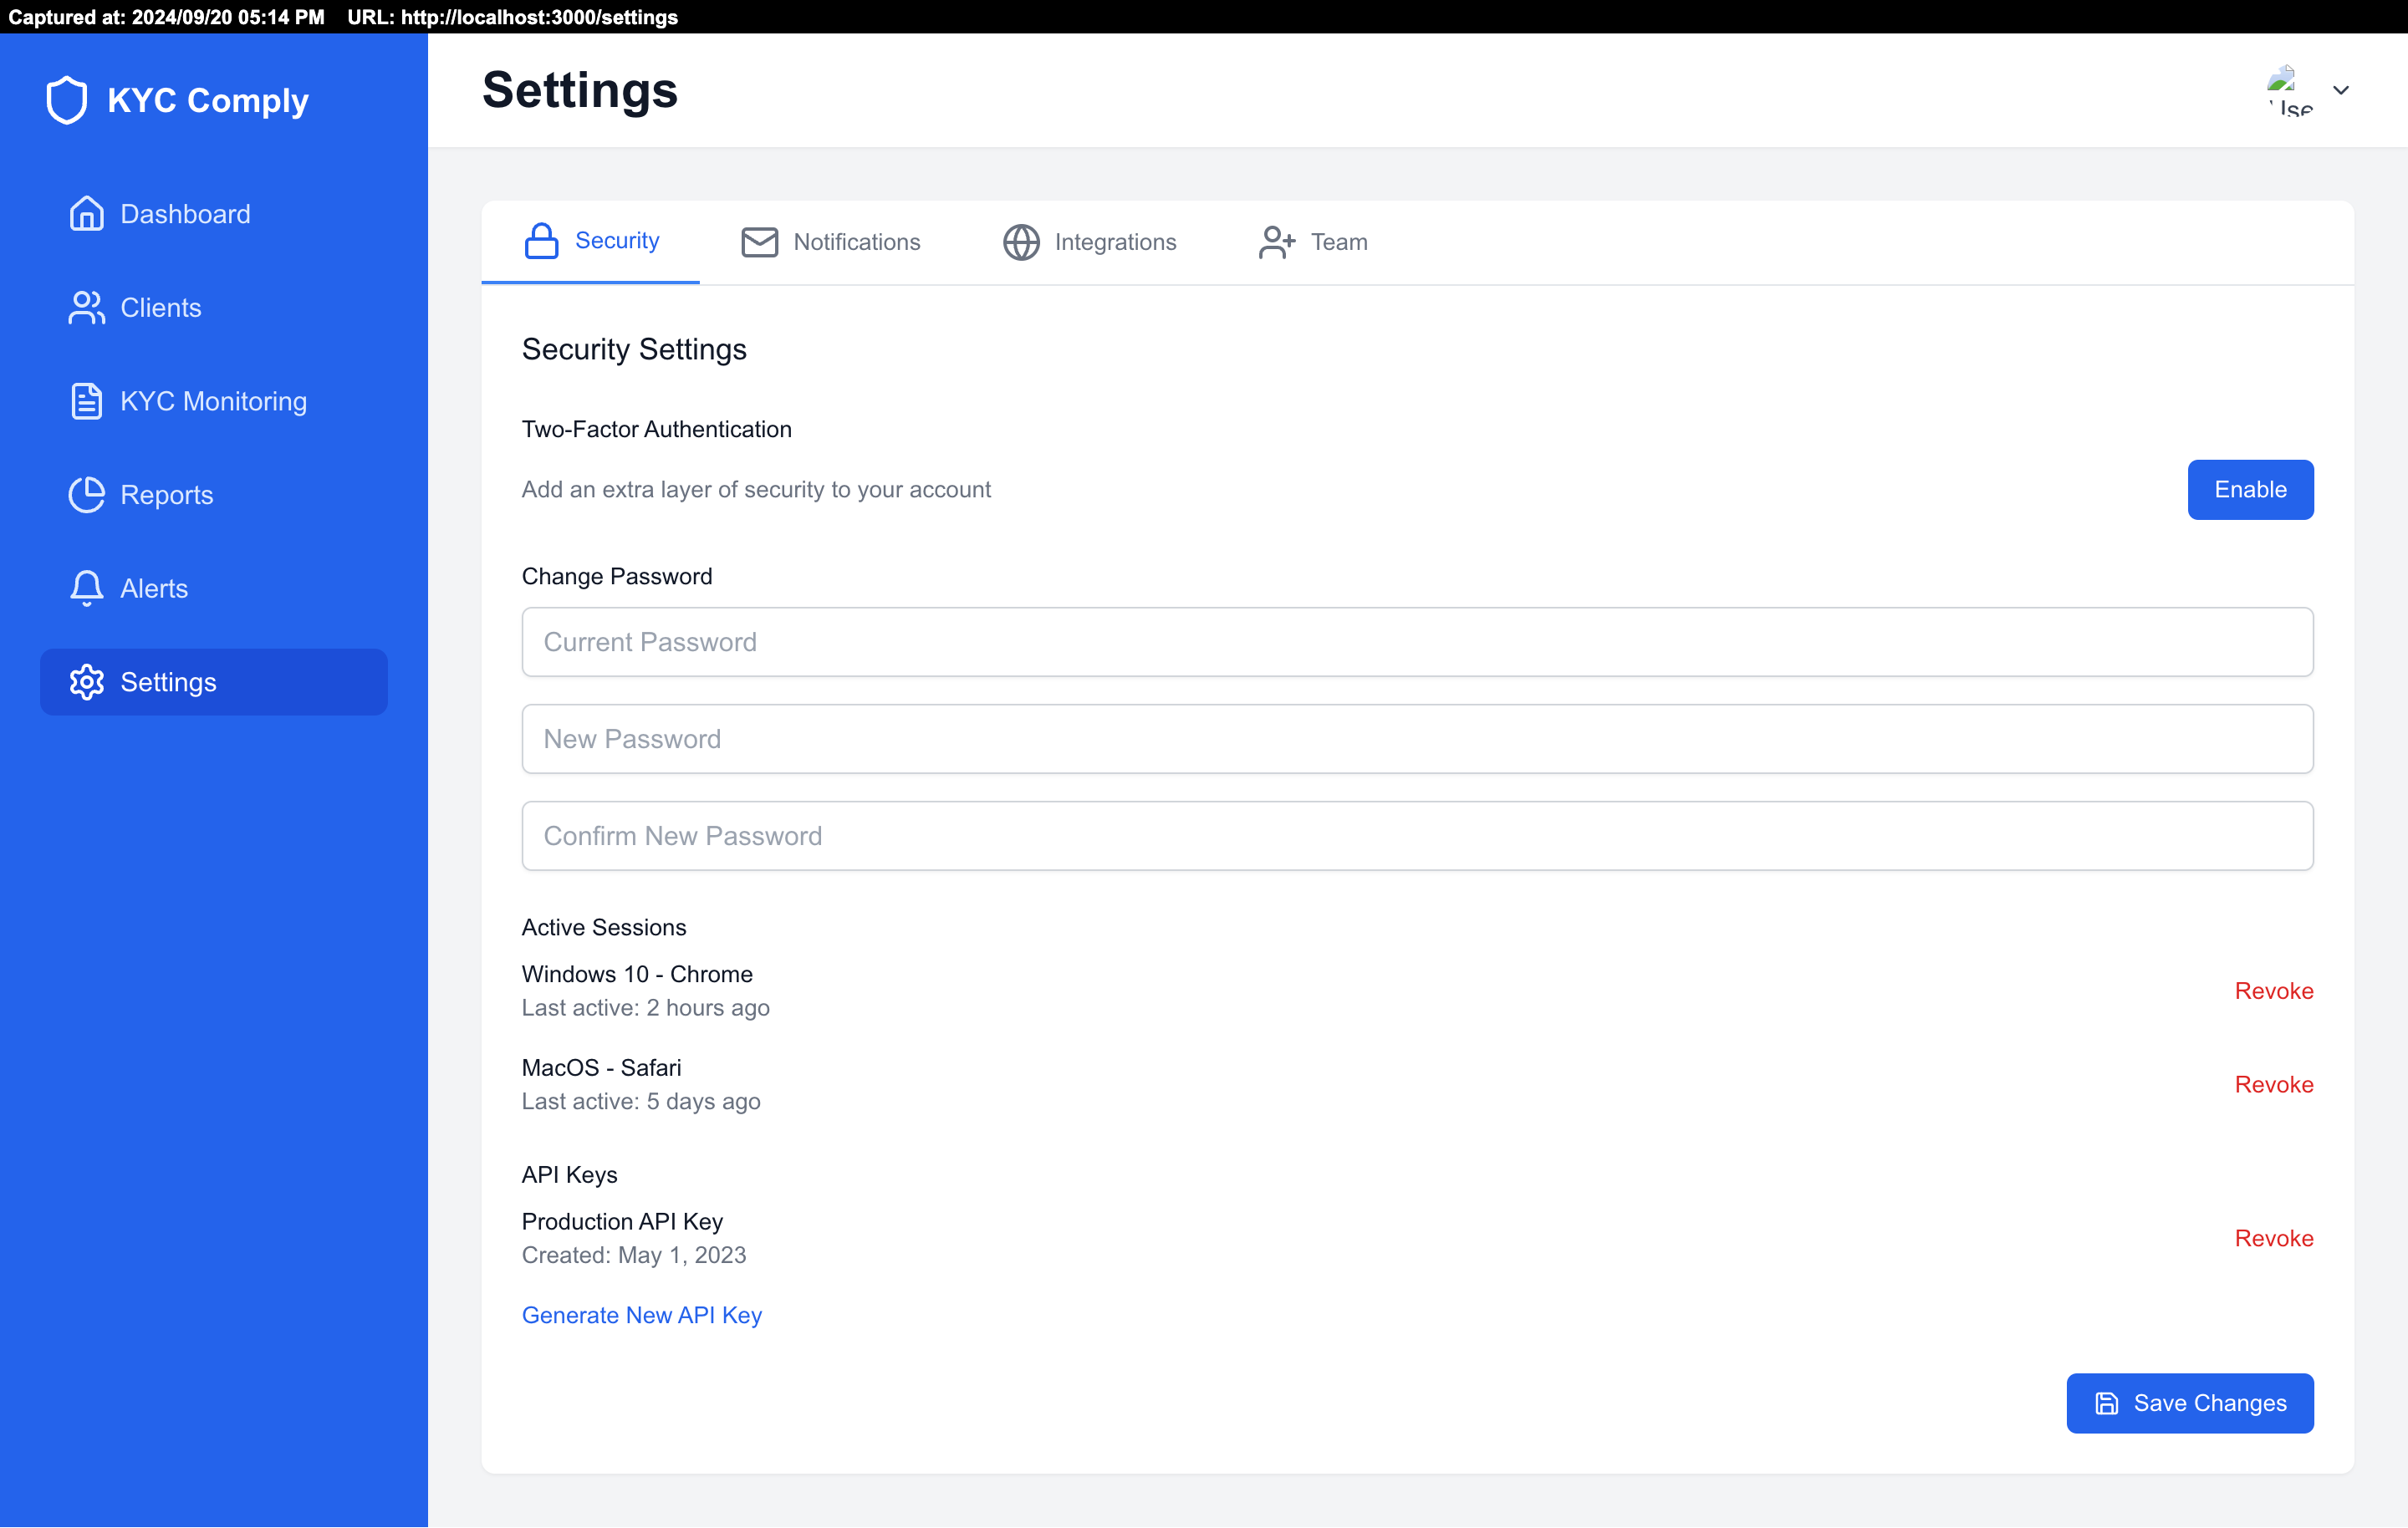 Captured at: 2024/09/20 05:14 PM URL: http://localhost:3000/settings
KYC Comply
Dashboard
Clients
KYC Monitoring
Reports
Alerts
Settings
Settings
Security
Notifications
Integrations
Team
Security Settings
Two-Factor Authentication
Add an extra layer of security to your account
Enable
Change Password
Current Password
New Password
Confirm New Password
Active Sessions
Windows 10 - Chrome
Last active: 2 hours ago
Revoke
MacOS - Safari
Last active: 5 days ago
Revoke
API Keys
Production API Key
Created: May 1, 2023
Revoke
Generate New API Key
Save Changes